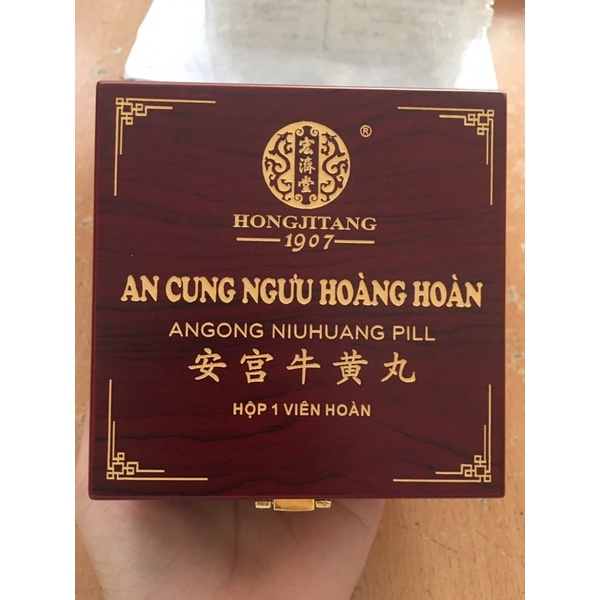 宏濟堂
®
HONGJITANG
1907
AN CUNG NGƯU HOÀNG HOÀN
ANGONG NIUHUANG PILL
安宫牛黄丸
HỘP 1 VIÊN HOÀN